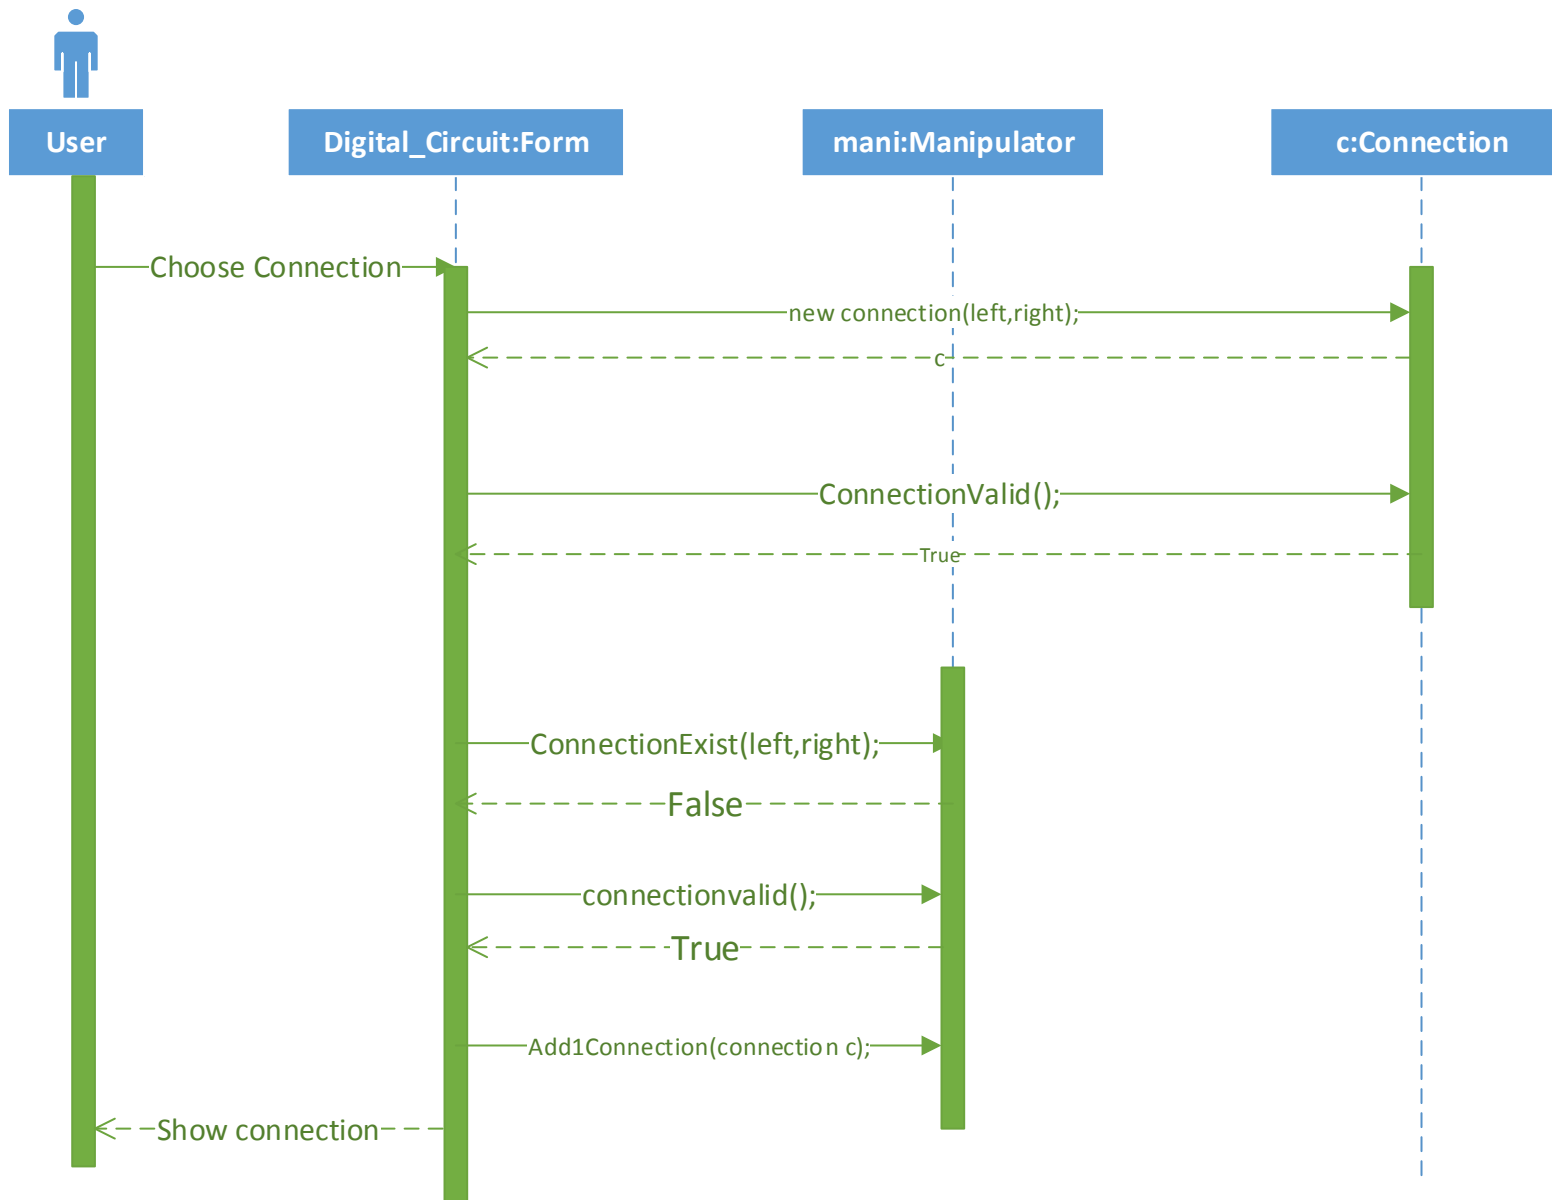 User
Digital_Circuit:Form
mani:Manipulator
c:Connection
Choose Connection
new connection(left,right);
c
ConnectionValid();
True
ConnectionExist(left,right);
False
connectionvalid();
True
Add1Connection(connection c);
Show connection